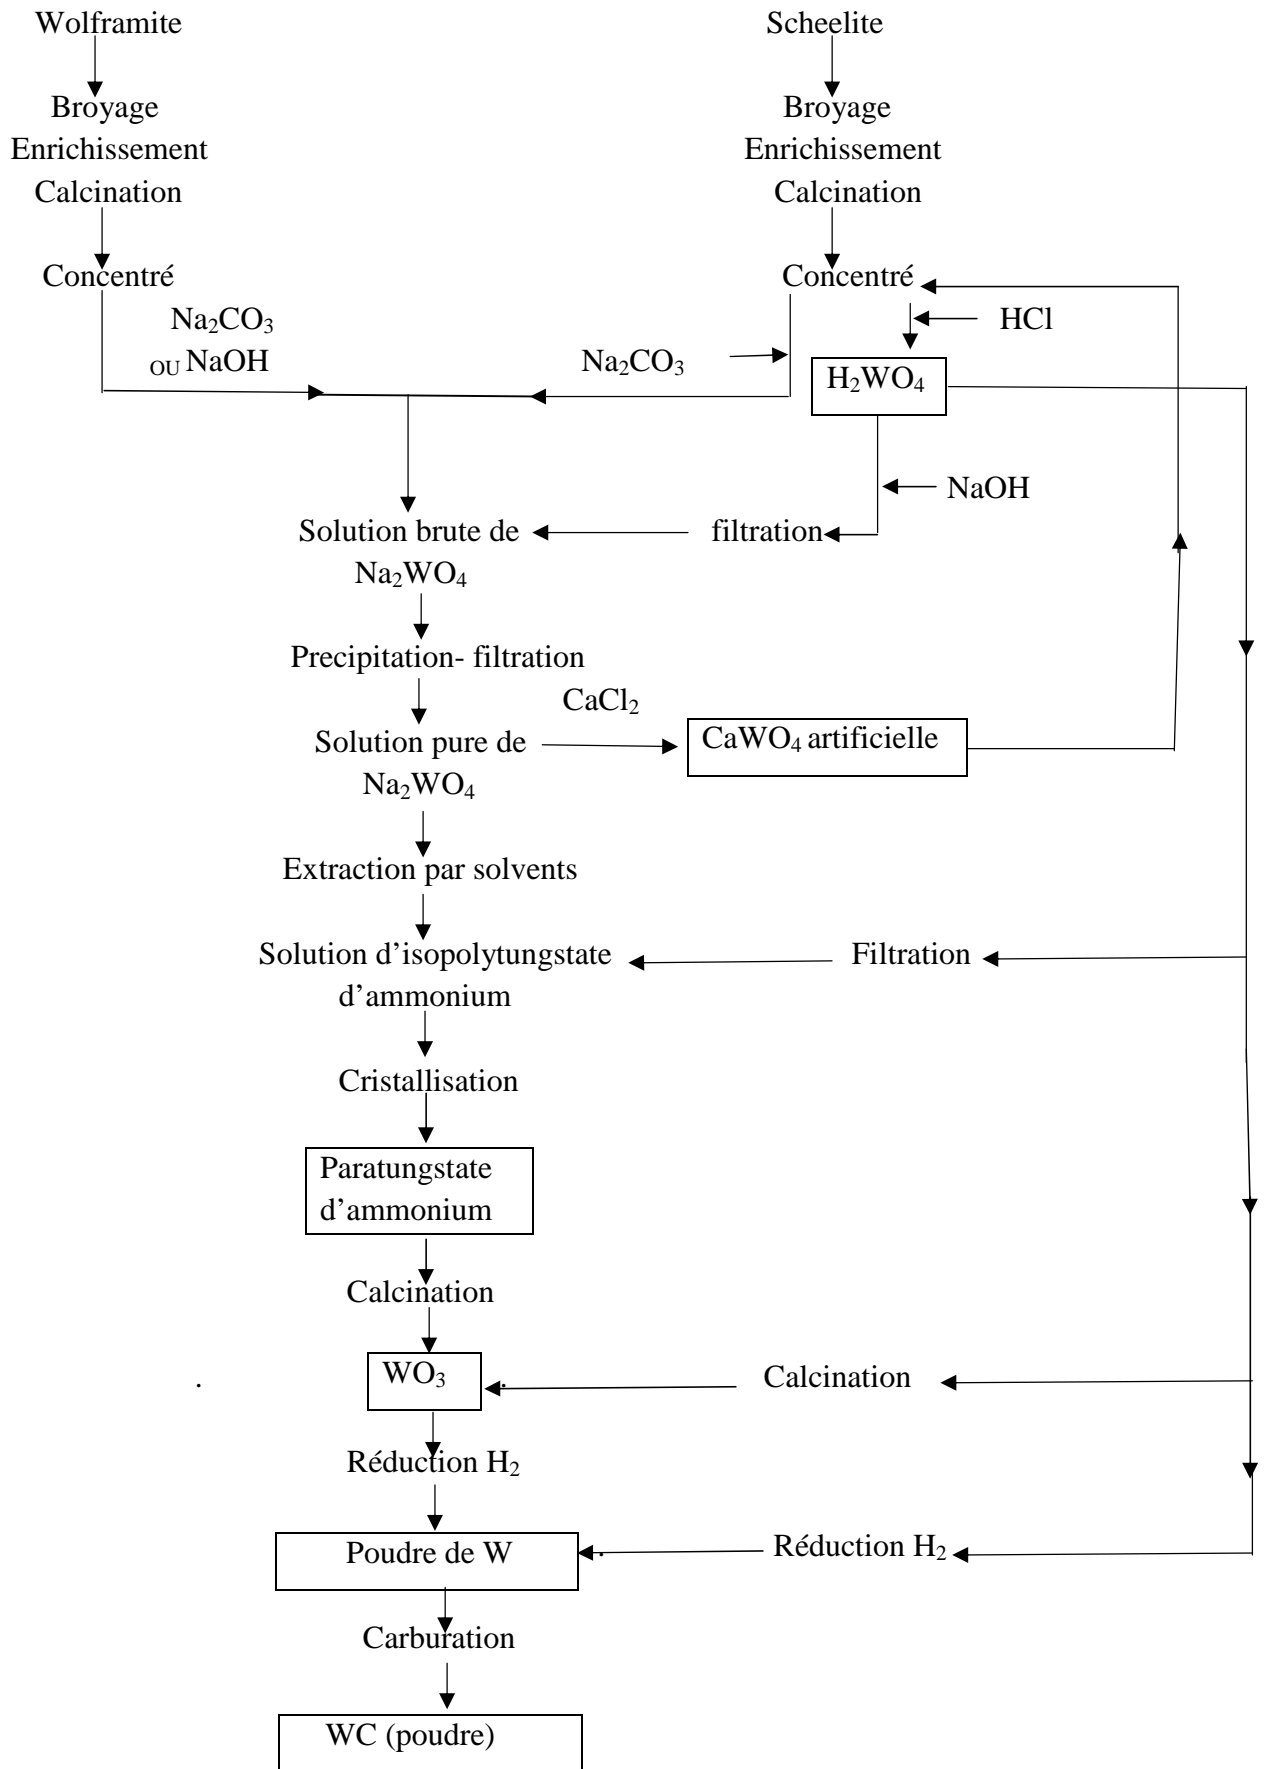 Wolframite
Scheelite
Broyage
Enrichissement
Calcination
Broyage
Enrichissement
Calcination
Concentré
Concentré
Na₂CO₃
OU NaOH
Na₂CO₃
HCl
H₂WO₄
NaOH
Solution brute de
Na₂WO₄
filtration
Precipitation- filtration
CaCl₂
Solution pure de
Na₂WO₄
CaWO₄ artificielle
Extraction par solvents
Solution d’isopolytungstate
d’ammonium
Filtration
Cristallisation
Paratungstate
d’ammonium
Calcination
WO₃
Calcination
Réduction H₂
Poudre de W
Réduction H₂
Carburation
WC (poudre)